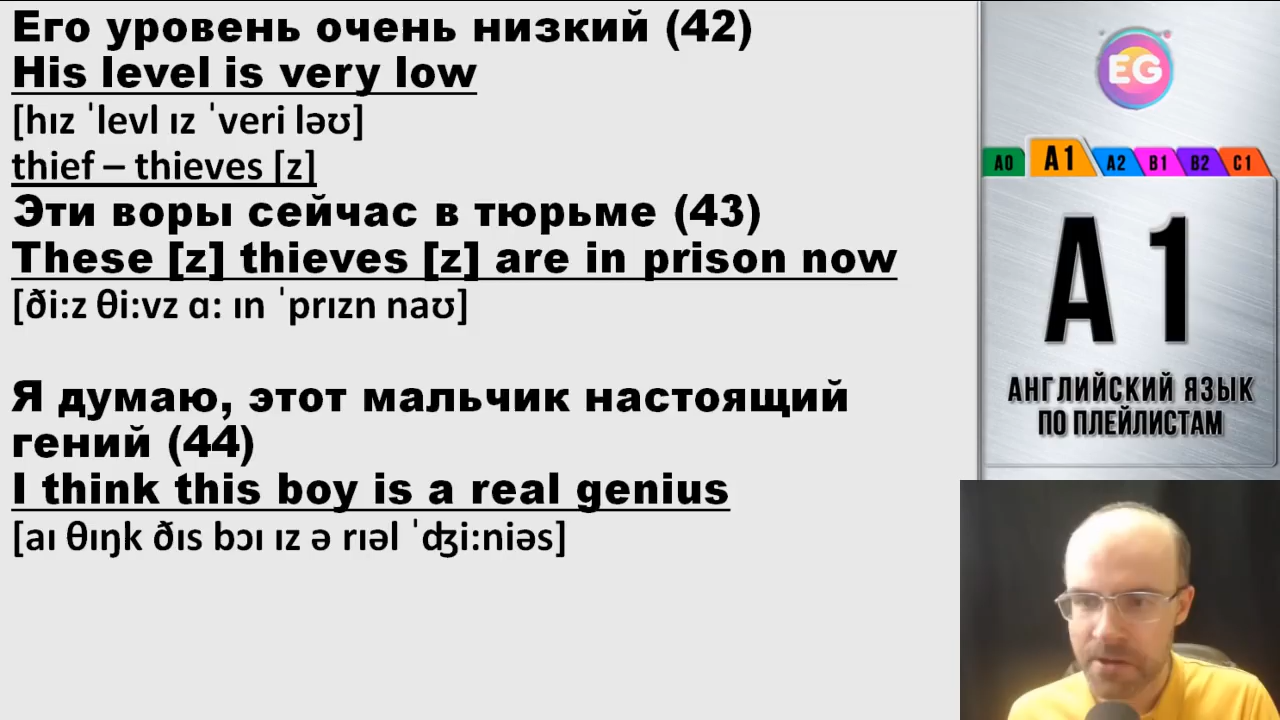 Его уровень очень низкий (42)
His level is very low
[hɪz ˈlevl ɪz ˈveri ləʊ]
thief – thieves [z]
Эти воры сейчас в тюрьме (43)
These [z] thieves [z] are in prison now
[ði:z θi:vz ɑ: ɪn ˈprɪzn naʊ]
Я думаю, этот мальчик настоящий
гений (44)
I think this boy is a real genius
[aɪ θɪŋk ðɪs bɔɪ ɪz ə rɪəl ˈʤi:niəs]
EG
A0 A1 A2 B1 B2 C1
A 1
АНГЛИЙСКИЙ ЯЗЫК
ПО ПЛЕЙЛИСТАМ